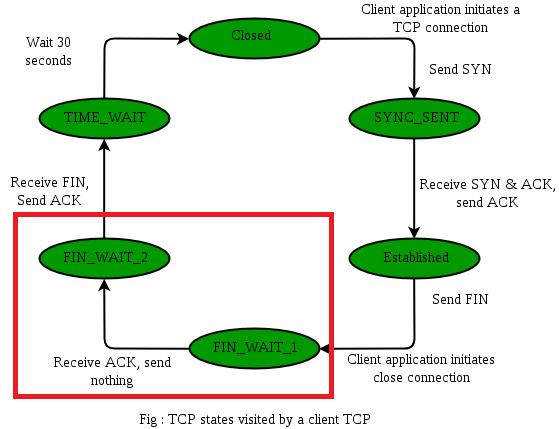 Client application initiates a
TCP connection
Closed
Wait 30
seconds
Send SYN
TIME_WAIT
SYNC_SENT
Receive FIN,
Send ACK
Receive SYN & ACK,
send ACK
FIN_WAIT_2
Established
Send FIN
FIN_WAIT_1
Receive ACK, send
nothing
Client application initiates
close connection
Fig : TCP states visited by a client TCP